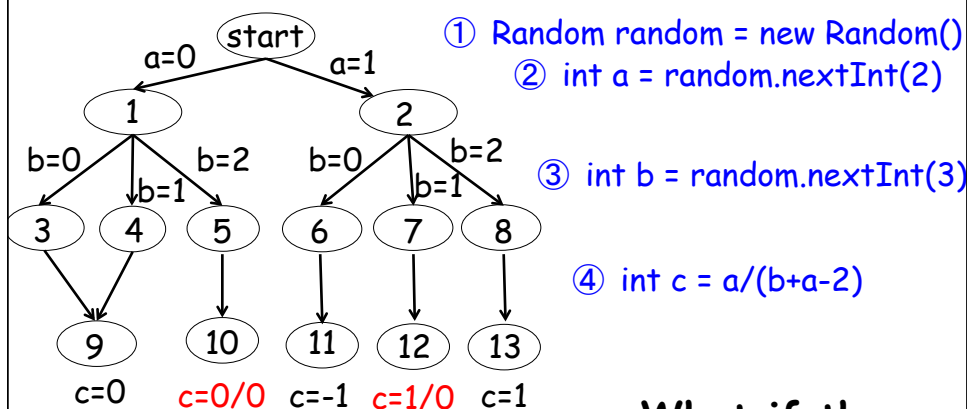 start
① Random random = new Random()
a=0
a=1
② int a = random.nextInt(2)
1
2
b=0
b=2
b=0
b=2
b=1
b=1
③ int b = random.nextInt(3)
3
4
5
6
7
8
④ int c = a/(b+a-2)
9
10
11
12
13
c=0
c=0/0
c=-1
c=1/0
c=1